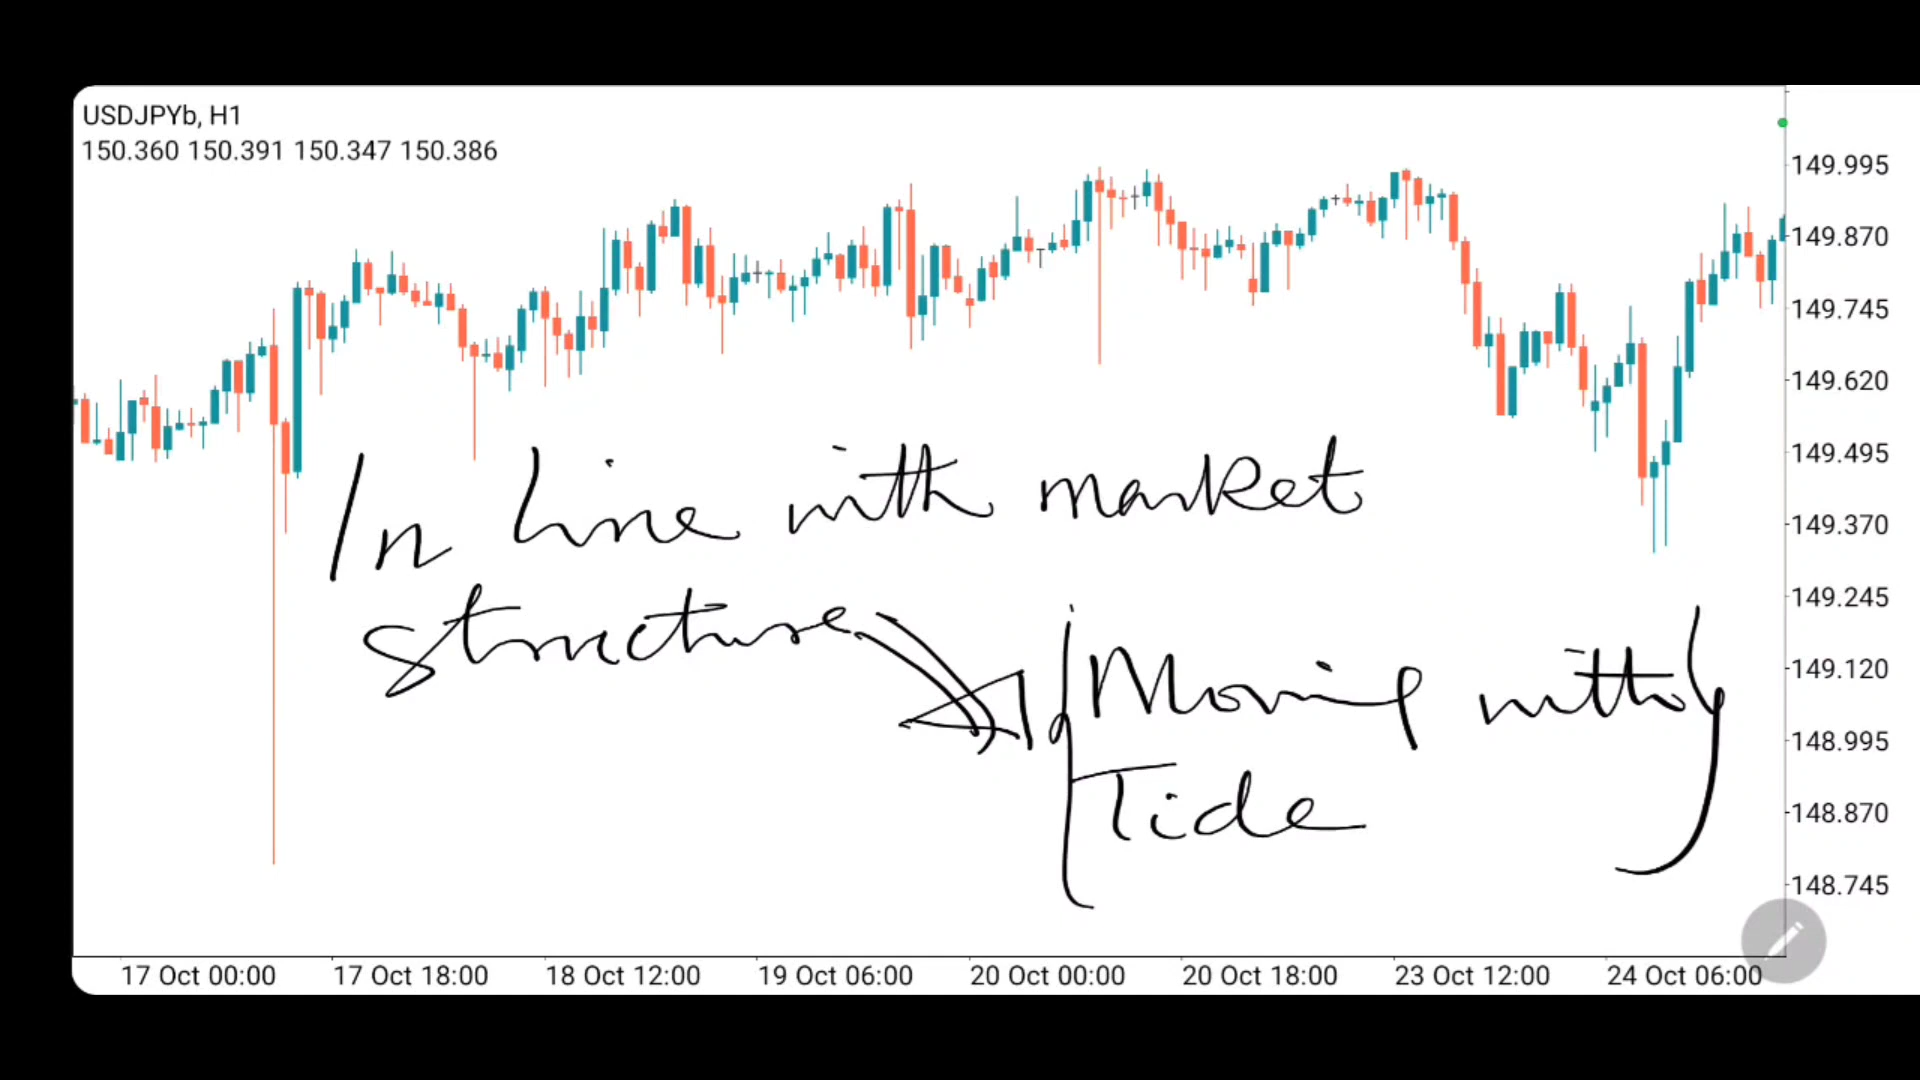 USDJPYb, H1
150.360 150.391 150.347 150.386
149.995
149.870
149.745
149.620
149.495
149.370
149.245
149.120
148.995
148.870
148.745
In line with market
structure
Moving with
Tide
17 Oct 00:00 17 Oct 18:00 18 Oct 12:00 19 Oct 06:00 20 Oct 00:00 20 Oct 18:00 23 Oct 12:00 24 Oct 06:00